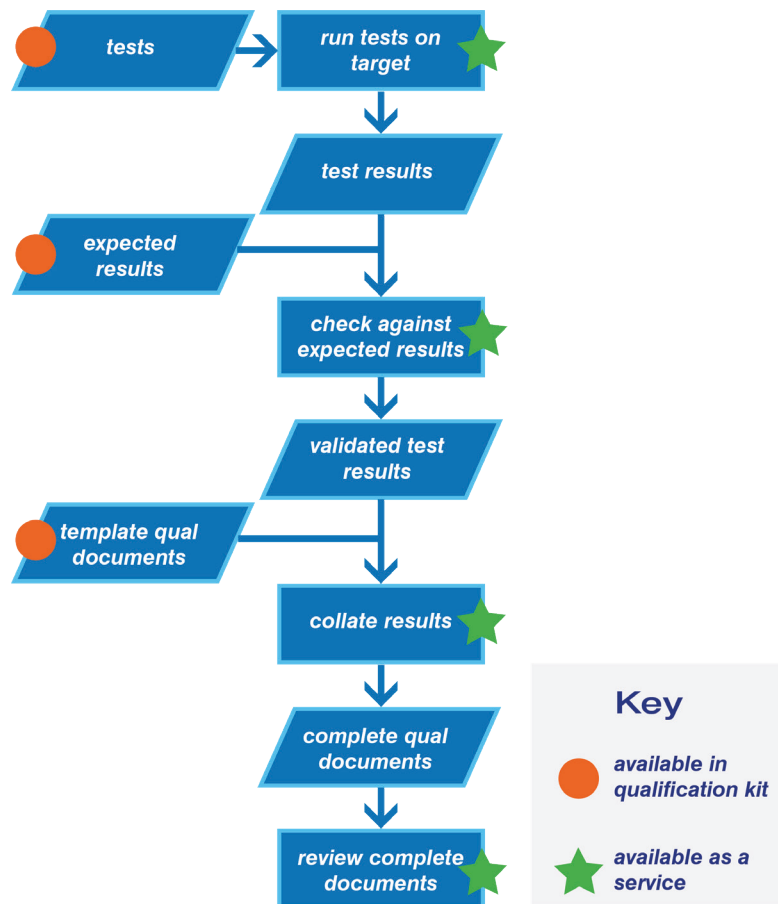 tests
run tests on
target
test results
expected
results
check against
expected results
validated test
results
template qual
documents
collate results
complete qual
documents
review complete
documents
Key
available in
qualification kit
available as a
service